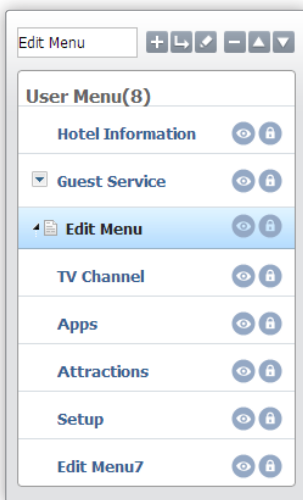 Edit Menu
User Menu(8)
Hotel Information
Guest Service
Edit Menu
TV Channel
Apps
Attractions
Setup
Edit Menu7